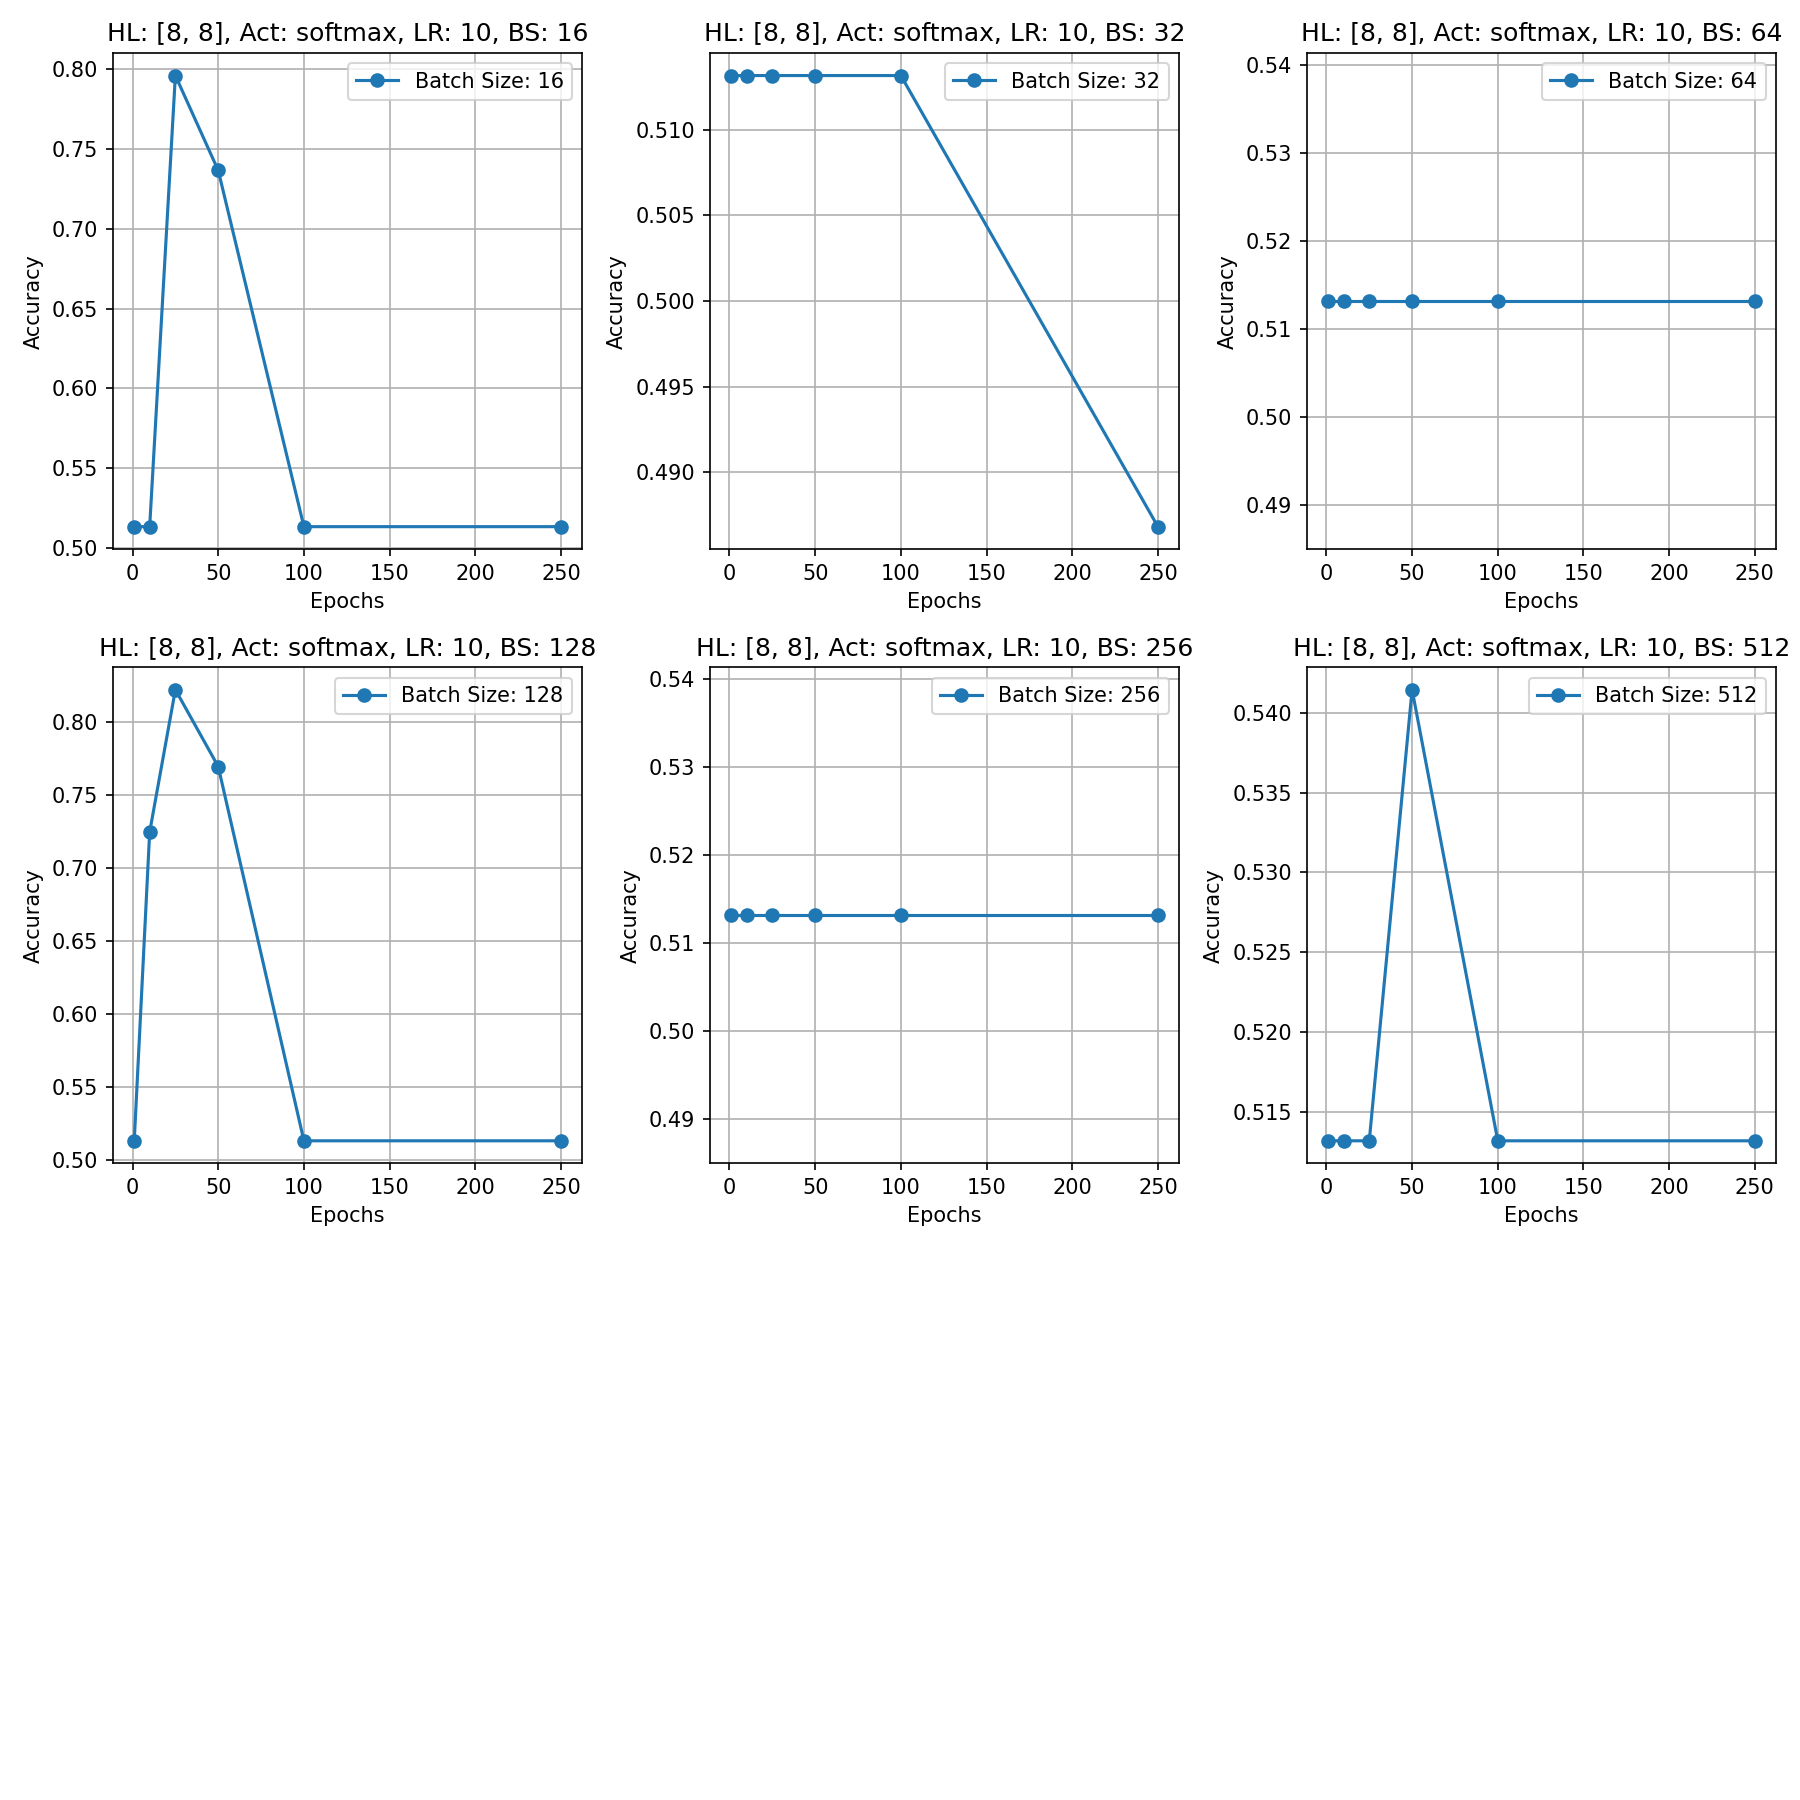 HL: [8, 8], Act: softmax, LR: 10, BS: 16
Batch Size: 16
Accuracy
0.80
0.75
0.70
0.65
0.60
0.55
0.50
0 50 100 150 200 250
Epochs
HL: [8, 8], Act: softmax, LR: 10, BS: 32
Batch Size: 32
Accuracy
0.510
0.505
0.500
0.495
0.490
0 50 100 150 200 250
Epochs
HL: [8, 8], Act: softmax, LR: 10, BS: 64
Batch Size: 64
Accuracy
0.54
0.53
0.52
0.51
0.50
0.49
0 50 100 150 200 250
Epochs
HL: [8, 8], Act: softmax, LR: 10, BS: 128
Batch Size: 128
Accuracy
0.80
0.75
0.70
0.65
0.60
0.55
0.50
0 50 100 150 200 250
Epochs
HL: [8, 8], Act: softmax, LR: 10, BS: 256
Batch Size: 256
Accuracy
0.54
0.53
0.52
0.51
0.50
0.49
0 50 100 150 200 250
Epochs
HL: [8, 8], Act: softmax, LR: 10, BS: 512
Batch Size: 512
Accuracy
0.540
0.535
0.530
0.525
0.520
0.515
0 50 100 150 200 250
Epochs